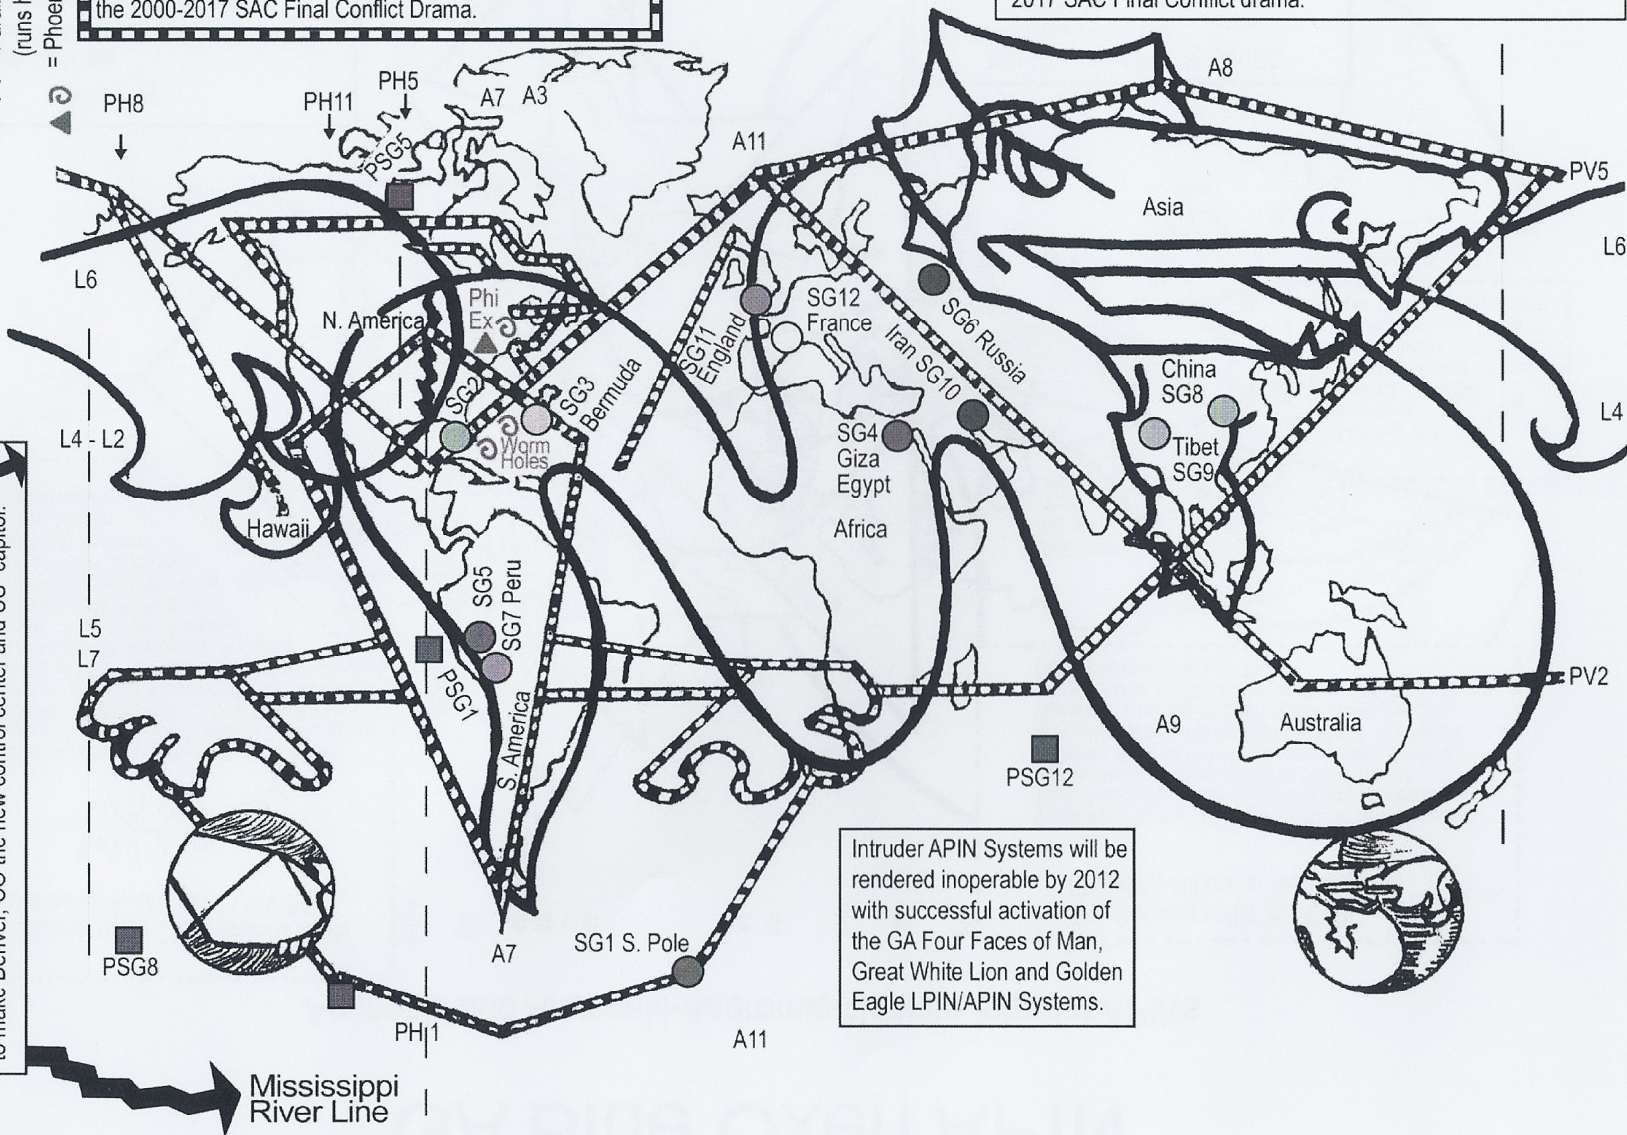 the 2000-2017 SAC Final Conflict Drama.
2017 SAC Final Conflict drama.
(runs
= Phoe
PH8
PH11
PH5
PSG5
A7
A3
A11
A8
PV5
Asia
L6
L6
N. America
Phi
Ex
SG2
SG3
Bermuda
Worm
Holes
SG11
England
SG12
France
SG6 Russia
Iran SG10
China
SG8
Tibet
SG9
SG4
Giza
Egypt
Africa
L4 - L2
L4
Hawaii
SG5
SG7 Peru
L5
L7
PSG1
S. America
A9
Australia
PV2
PSG12
Intruder APIN Systems will be
rendered inoperable by 2012
with successful activation of
the GA Four Faces of Man,
Great White Lion and Golden
Eagle LPIN/APIN Systems.
PSG8
A7
SG1 S. Pole
PH 1
A11
to make Denver, CO the new control center and
captor.
Mississippi
River Line